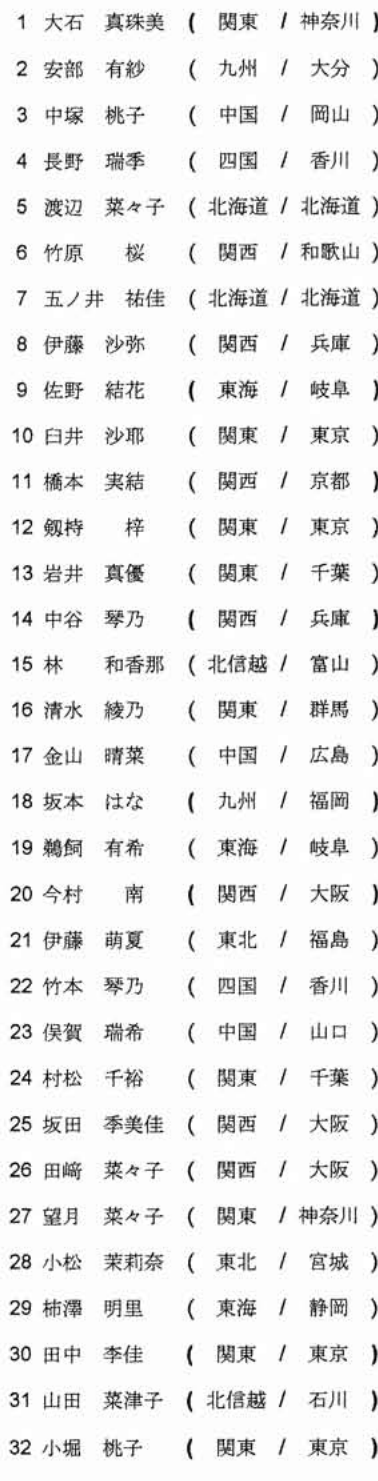 1 大石 真珠美 ( 関東 / 神奈川 )
2 安部 有紗 ( 九州 / 大分 )
3 中塚 桃子 ( 中国 / 岡山 )
4 長野 瑞季 ( 四国 / 香川 )
5 渡辺 菜々子 ( 北海道 / 北海道 )
6 竹原 桜 ( 関西 / 和歌山 )
7 五ノ井 祐佳 ( 北海道 / 北海道 )
8 伊藤 沙弥 ( 関西 / 兵庫 )
9 佐野 結花 ( 東海 / 岐阜 )
10 臼井 沙耶 ( 関東 / 東京 )
11 橋本 実結 ( 関西 / 京都 )
12 剱持 梓 ( 関東 / 東京 )
13 岩井 真優 ( 関東 / 千葉 )
14 中谷 琴乃 ( 関西 / 兵庫 )
15 林 和香那 ( 北信越 / 富山 )
16 清水 綾乃 ( 関東 / 群馬 )
17 金山 晴菜 ( 中国 / 広島 )
18 坂本 はな ( 九州 / 福岡 )
19 鵜飼 有希 ( 東海 / 岐阜 )
20 今村 南 ( 関西 / 大阪 )
21 伊藤 萌夏 ( 東北 / 福島 )
22 竹本 琴乃 ( 四国 / 香川 )
23 俣賀 瑞希 ( 中国 / 山口 )
24 村松 千裕 ( 関東 / 千葉 )
25 坂田 季美佳 ( 関西 / 大阪 )
26 田﨑 菜々子 ( 関西 / 大阪 )
27 望月 菜々子 ( 関東 / 神奈川 )
28 小松 茉莉奈 ( 東北 / 宮城 )
29 柿澤 明里 ( 東海 / 静岡 )
30 田中 李佳 ( 関東 / 東京 )
31 山田 菜津子 ( 北信越 / 石川 )
32 小堀 桃子 ( 関東 / 東京 )